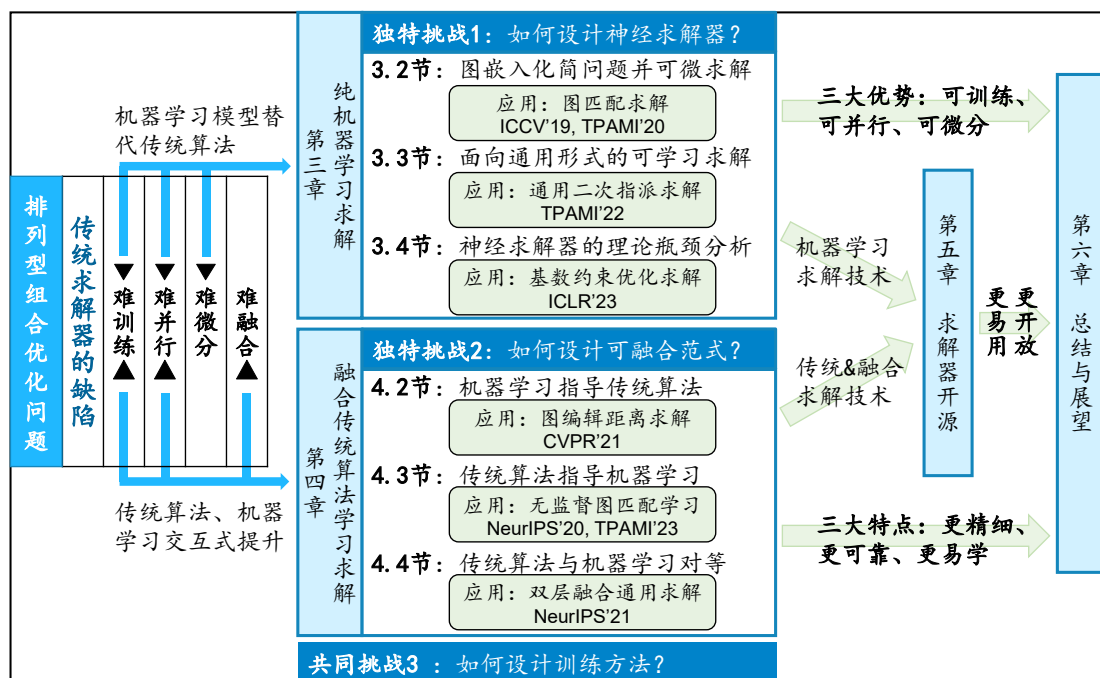 排列型组合优化问题
传统求解器的缺陷
难训练
难并行
难微分
难融合
机器学习模型替
代传统算法
传统算法、机器
学习交互式提升
第三章
纯机器学习求解
独特挑战1：如何设计神经求解器？
3.2节：图嵌入化简问题并可微求解
应用：图匹配求解
ICCV'19, TPAMI'20
3.3节：面向通用形式的可学习求解
应用：通用二次指派求解
TPAMI'22
3.4节：神经求解器的理论瓶颈分析
应用：基数约束优化求解
ICLR'23
第四章
融合传统算法学习求解
独特挑战2：如何设计可融合范式？
4.2节：机器学习指导传统算法
应用：图编辑距离求解
CVPR'21
4.3节：传统算法指导机器学习
应用：无监督图匹配学习
NeurIPS'20, TPAMI'23
4.4节：传统算法与机器学习对等
应用：双层融合通用求解
NeurIPS'21
共同挑战3 ：如何设计训练方法？
三大优势：可训练、
可并行、可微分
机器学习
求解技术
传统&融合
求解技术
三大特点：更精细、
更可靠、更易学
第五章 求解器开源
更易用
更开放
第六章 总结与展望